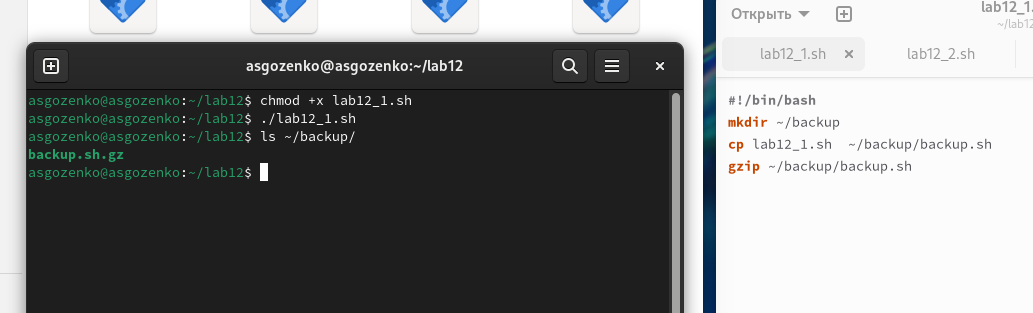 asgozenko@asgozenko:~/lab12
asgozenko@asgozenko:~/lab12$ chmod +x lab12_1.sh
asgozenko@asgozenko:~/lab12$ ./lab12_1.sh
asgozenko@asgozenko:~/lab12$ ls ~/backup/
backup.sh.gz
asgozenko@asgozenko:~/lab12$
Открыть
lab12_1.
~/lab12
lab12_1.sh
lab12_2.sh
#!/bin/bash
mkdir ~/backup
cp lab12_1.sh  ~/backup/backup.sh
gzip ~/backup/backup.sh